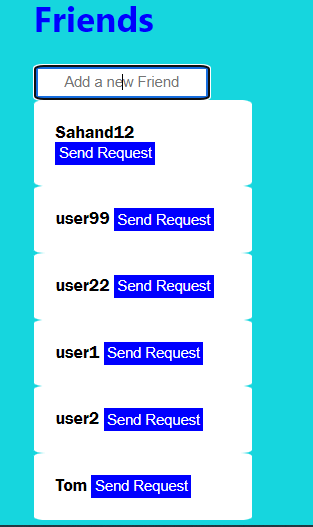 Friends
Add a new Friend
Sahand12
Send Request
user99 Send Request
user22 Send Request
user1 Send Request
user2 Send Request
Tom Send Request